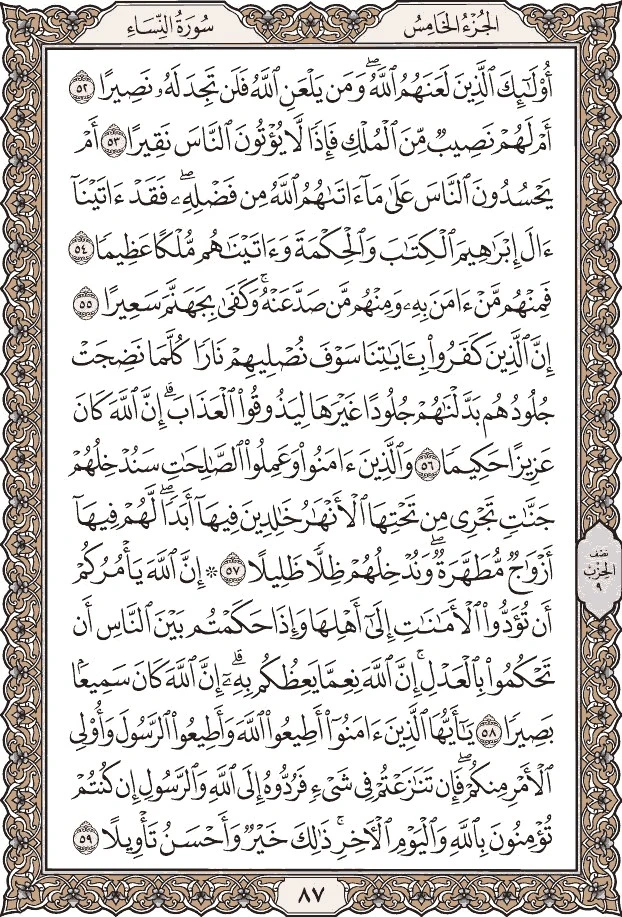 الجُزْءُ الخَامِسُ
سُورَةُ النِّسَاءِ
أُوْلَٰٓئِكَ ٱلَّذِينَ لَعَنَهُمُ ٱللَّهُۖ وَمَن يَلْعَنِ ٱللَّهُ فَلَن تَجِدَ لَهُۥ نَصِيرًا ٥٢
أَمْ لَهُمْ نَصِيبٌ مِّنَ ٱلْمُلْكِ فَإِذًا لَّا يُؤْتُونَ ٱلنَّاسَ نَقِيرًا ٥٣ أَمْ
يَحْسُدُونَ ٱلنَّاسَ عَلَىٰ مَآ ءَاتَىٰهُمُ ٱللَّهُ مِن فَضْلِهِۦۖ فَقَدْ ءَاتَيْنَآ
ءَالَ إِبْرَٰهِيمَ ٱلْكِتَٰبَ وَٱلْحِكْمَةَ وَءَاتَيْنَٰهُم مُّلْكًا عَظِيمًا ٥٤
فَمِنْهُم مَّنْ ءَامَنَ بِهِۦ وَمِنْهُم مَّن صَدَّ عَنْهُۚ وَكَفَىٰ بِجَهَنَّمَ سَعِيرًا ٥٥
إِنَّ ٱلَّذِينَ كَفَرُواْ بِـَٔايَٰتِنَا سَوْفَ نُصْلِيهِمْ نَارًا كُلَّمَا نَضِجَتْ
جُلُودُهُم بَدَّلْنَٰهُمْ جُلُودًا غَيْرَهَا لِيَذُوقُواْ ٱلْعَذَابَۗ إِنَّ ٱللَّهَ كَانَ
عَزِيزًا حَكِيمًا ٥٦ وَٱلَّذِينَ ءَامَنُواْ وَعَمِلُواْ ٱلصَّٰلِحَٰتِ سَنُدْخِلُهُمْ
جَنَّٰتٍ تَجْرِى مِن تَحْتِهَا ٱلْأَنْهَٰرُ خَٰلِدِينَ فِيهَآ أَبَدًاۖ لَّهُمْ فِيهَآ
أَزْوَٰجٌ مُّطَهَّرَةٌۖ وَنُدْخِلُهُمْ ظِلًّا ظَلِيلًا ٥٧ ۞ إِنَّ ٱللَّهَ يَأْمُرُكُمْ
أَن تُؤَدُّواْ ٱلْأَمَٰنَٰتِ إِلَىٰٓ أَهْلِهَا وَإِذَا حَكَمْتُم بَيْنَ ٱلنَّاسِ أَن
تَحْكُمُواْ بِٱلْعَدْلِۚ إِنَّ ٱللَّهَ نِعِمَّا يَعِظُكُم بِهِۦٓۗ إِنَّ ٱللَّهَ كَانَ سَمِيعًۢا
بَصِيرًا ٥٨ يَٰٓأَيُّهَا ٱلَّذِينَ ءَامَنُوٓاْ أَطِيعُواْ ٱللَّهَ وَأَطِيعُواْ ٱلرَّسُولَ وَأُوْلِى
ٱلْأَمْرِ مِنكُمْۖ فَإِن تَنَٰزَعْتُمْ فِى شَىْءٍ فَرُدُّوهُ إِلَى ٱللَّهِ وَٱلرَّسُولِ إِن كُنتُمْ
تُؤْمِنُونَ بِٱللَّهِ وَٱلْيَوْمِ ٱلْأٓخِرِۚ ذَٰلِكَ خَيْرٌ وَأَحْسَنُ تَأْوِيلًا ٥٩
نِصْف
الحِزْب
٩
٨٧